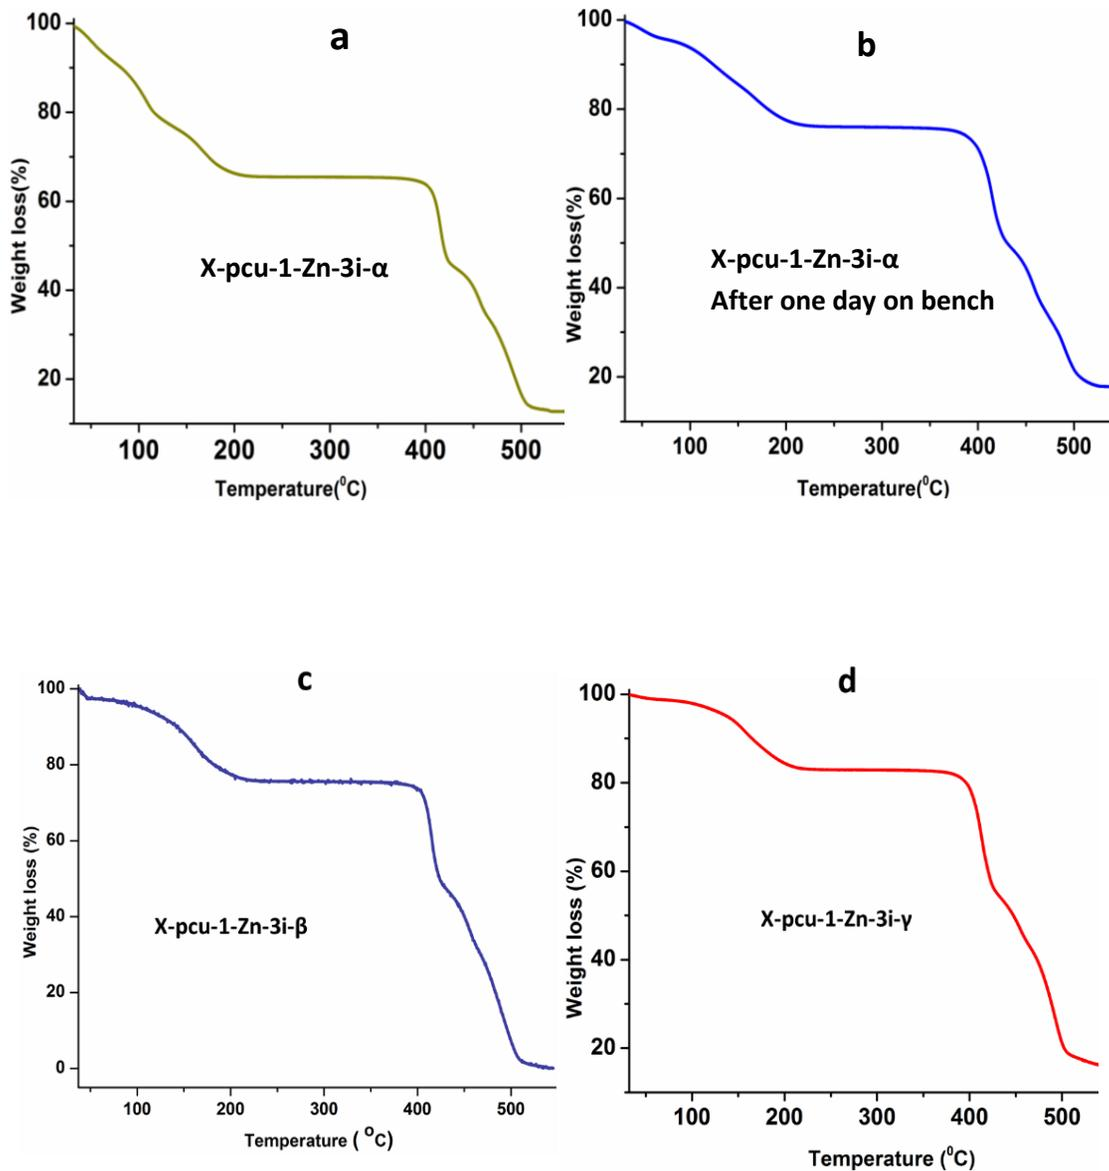 a
100
80
60
40
20
Weight loss(%)
X-pcu-1-Zn-3i-α
100 200 300 400 500
Temperature(⁰C)
b
100
80
60
40
20
Weight loss(%)
X-pcu-1-Zn-3i-α
After one day on bench
100 200 300 400 500
Temperature(⁰C)
c
100
80
60
40
20
0
Weight loss (%)
X-pcu-1-Zn-3i-β
100 200 300 400 500
Temperature ( ᴼC)
d
100
80
60
40
20
Weight loss (%)
X-pcu-1-Zn-3i-γ
100 200 300 400 500
Temperature (⁰C)